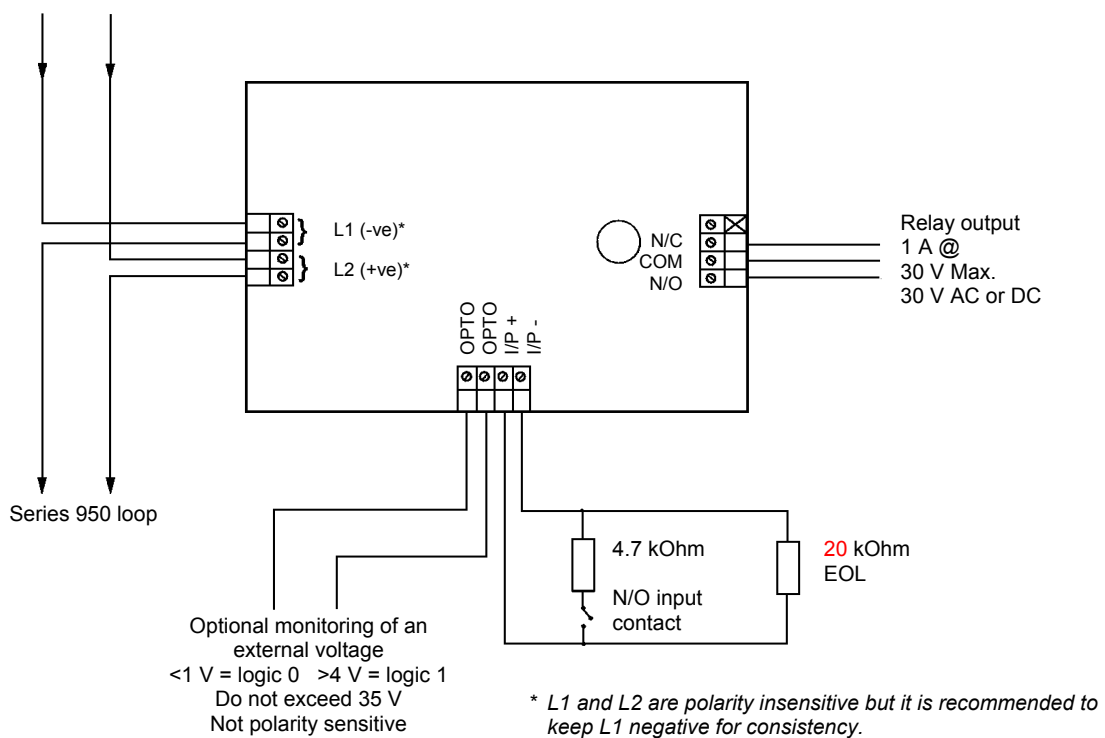 L1 (-ve)*
L2 (+ve)*
N/C
COM
N/O
Relay output
1 A @
30 V Max.
30 V AC or DC
OPTO
OPTO
I/P +
I/P -
Series 950 loop
4.7 kOhm
N/O input
contact
20 kOhm
EOL
Optional monitoring of an
external voltage
<1 V = logic 0 >4 V = logic 1
Do not exceed 35 V
Not polarity sensitive
* L1 and L2 are polarity insensitive but it is recommended to
keep L1 negative for consistency.